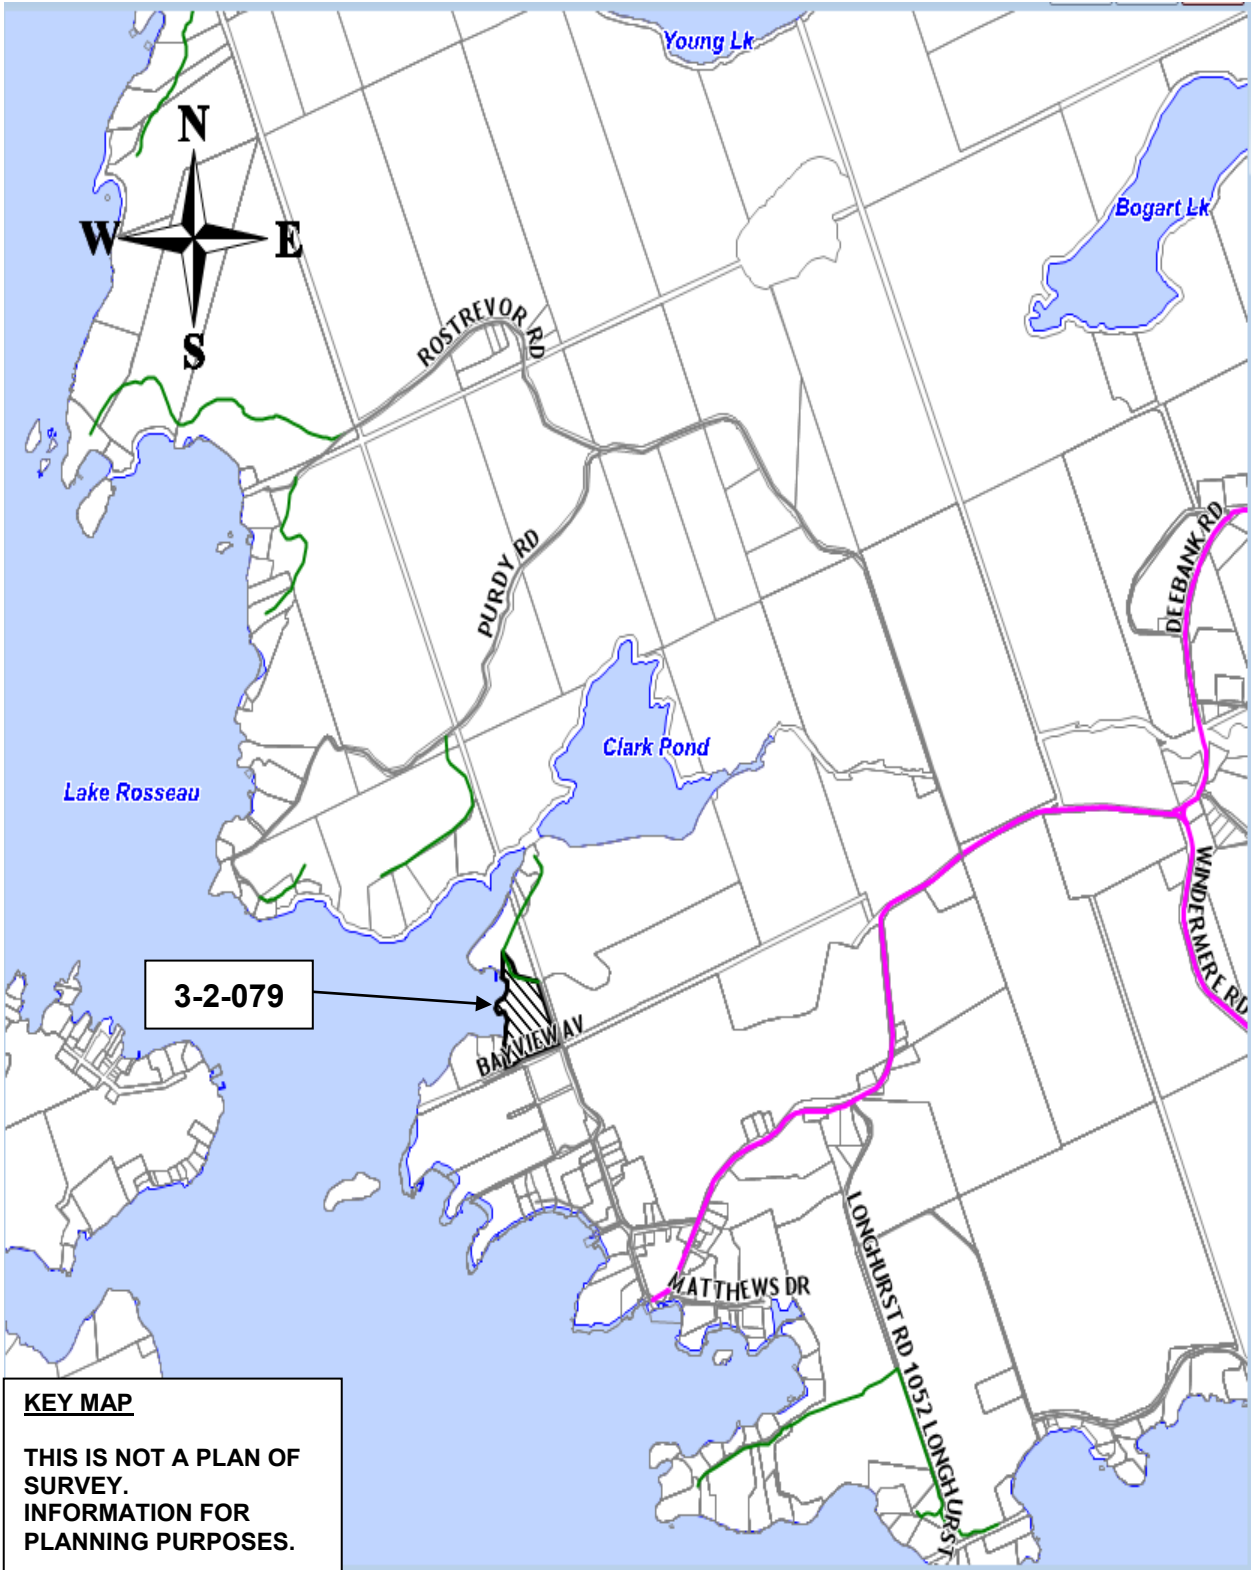 Young Lk
N
W
E
S
Bogart Lk
ROSTREVOR RD
PURDY RD
DEEBANK RD
Clark Pond
Lake Rosseau
WINDERMERE RD
3-2-079
BAYVIEW AV
LONGHURST RD 1052 LONGHURST
MATTHEWS DR
KEY MAP
THIS IS NOT A PLAN OF
SURVEY.
INFORMATION FOR
PLANNING PURPOSES.